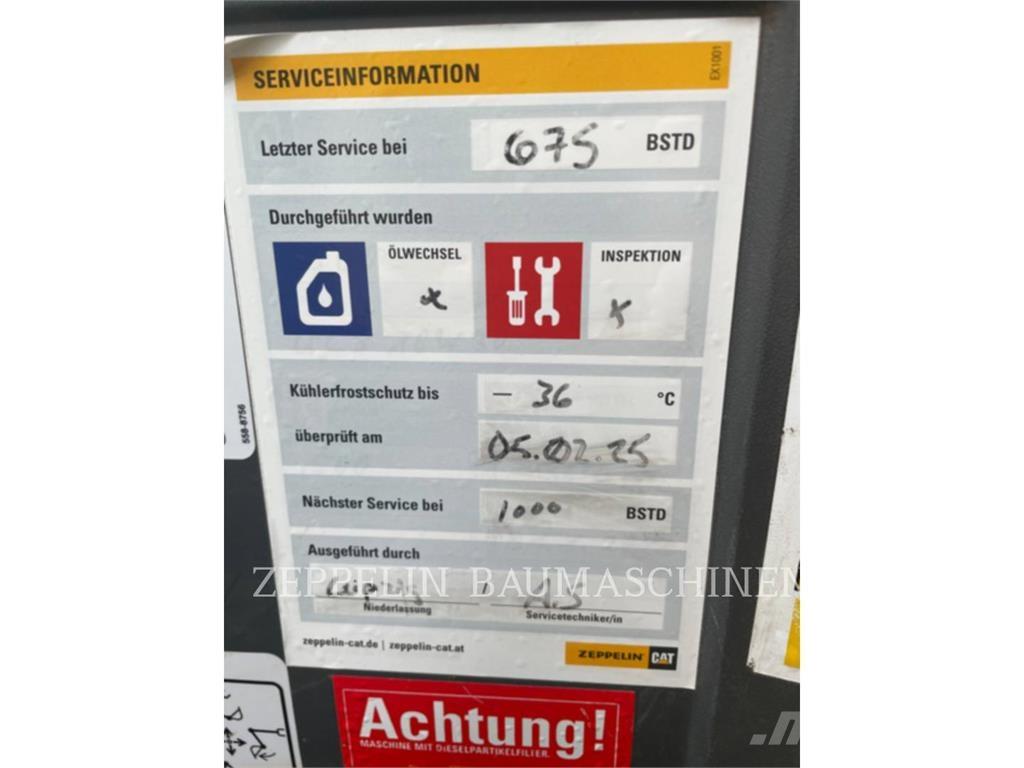 SERVICEINFORMATION
EX1001
Letzter Service bei 675 BSTD
Durchgeführt wurden
ÖLWECHSEL x INSPEKTION x
Kühlerfrostschutz bis - 36 °C
überprüft am 05.02.25
558-8756
Nächster Service bei 1000 BSTD
Ausgeführt durch
ZEPPELIN BAUMASCHINEN
Leipzig
Niederlassung Servicetechniker/in
zeppelin-cat.de | zeppelin-cat.at
ZEPPELIN CAT
Achtung!
MASCHINE MIT DIESELPARTIKELFILTER.